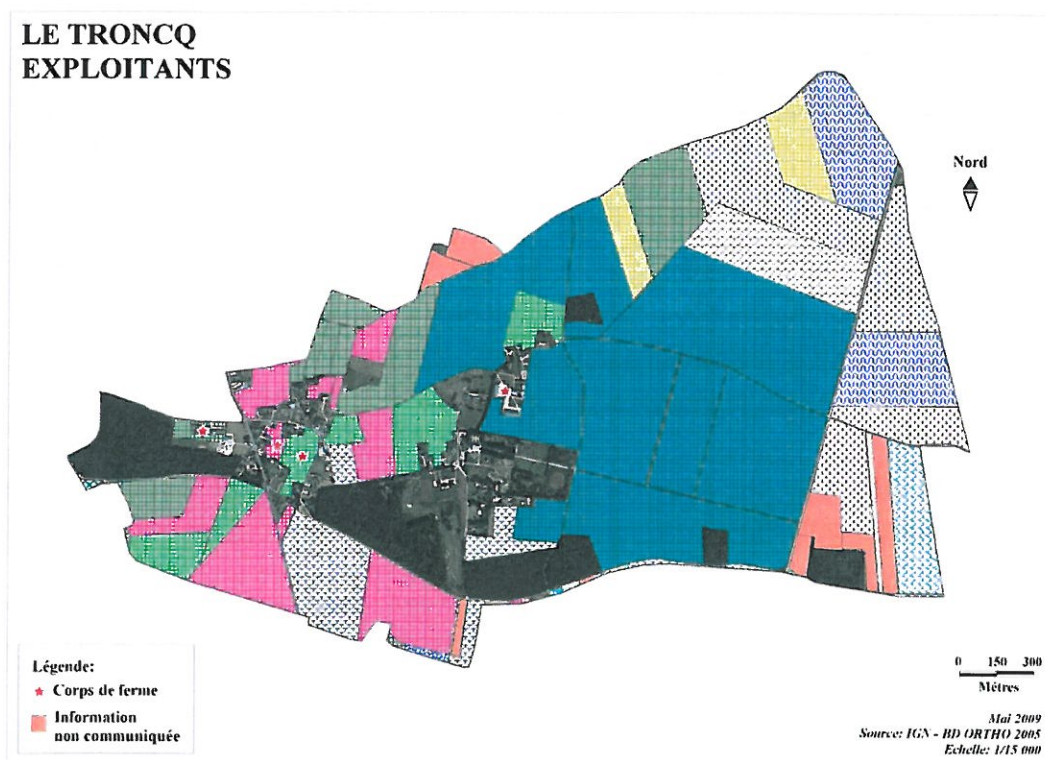 LE TRONCQ
EXPLOITANTS
Nord
Légende:
Corps de ferme
Information
non communiquée
0 150 300
Mètres
Mai 2009
Source: IGN - BD ORTHO 2005
Echelle: 1/15 000